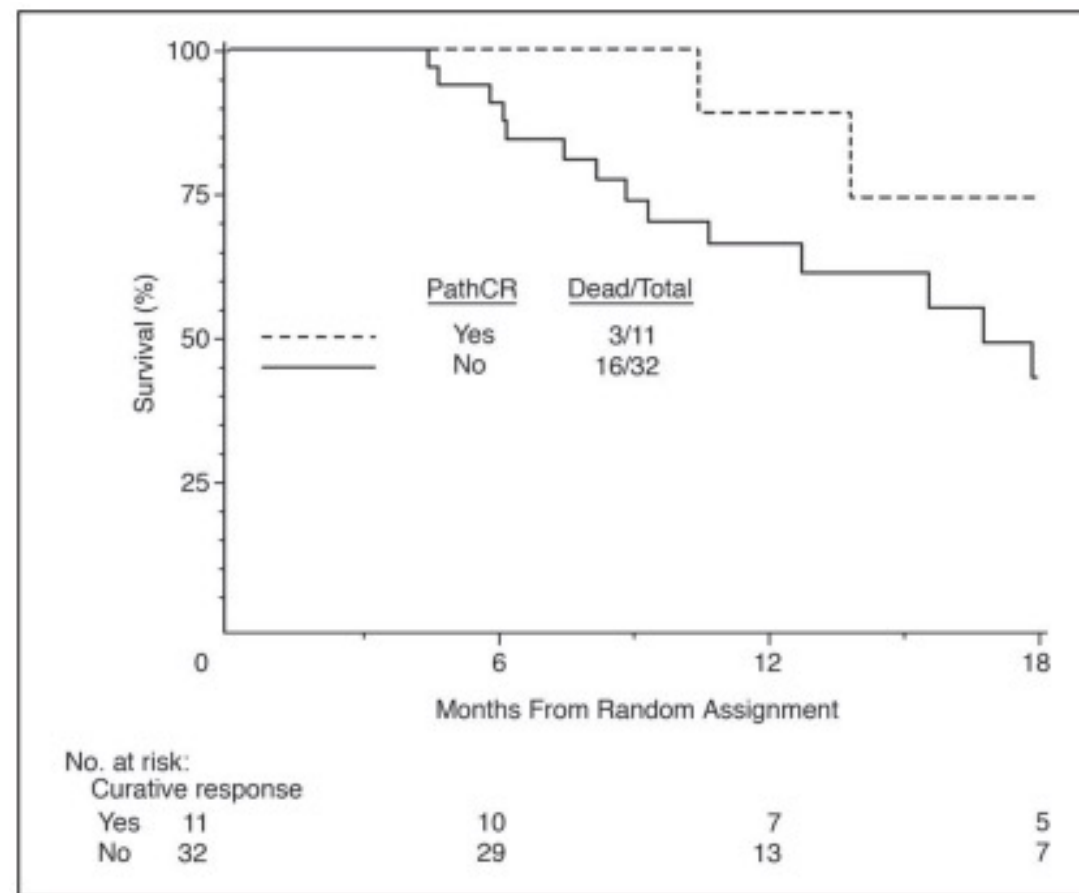 100
75
50
25
Survival (%)
PathCR Dead/Total
Yes 3/11
No 16/32
0 6 12 18
Months From Random Assignment
No. at risk:
Curative response
Yes 11 10 7 5
No 32 29 13 7